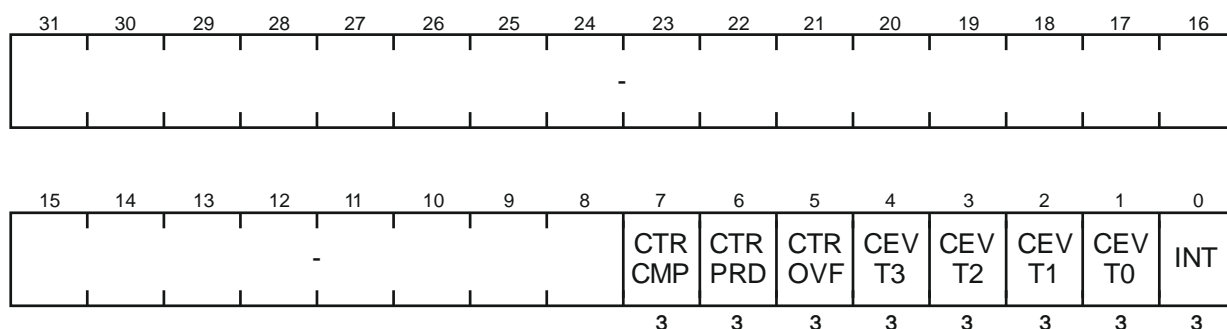 31 30 29 28 27 26 25 24 23 22 21 20 19 18 17 16
-
15 14 13 12 11 10 9 8 7 6 5 4 3 2 1 0
- CTR CTR CTR CEV CEV CEV CEV INT
CMP PRD OVF T3 T2 T1 T0
3 3 3 3 3 3 3 3